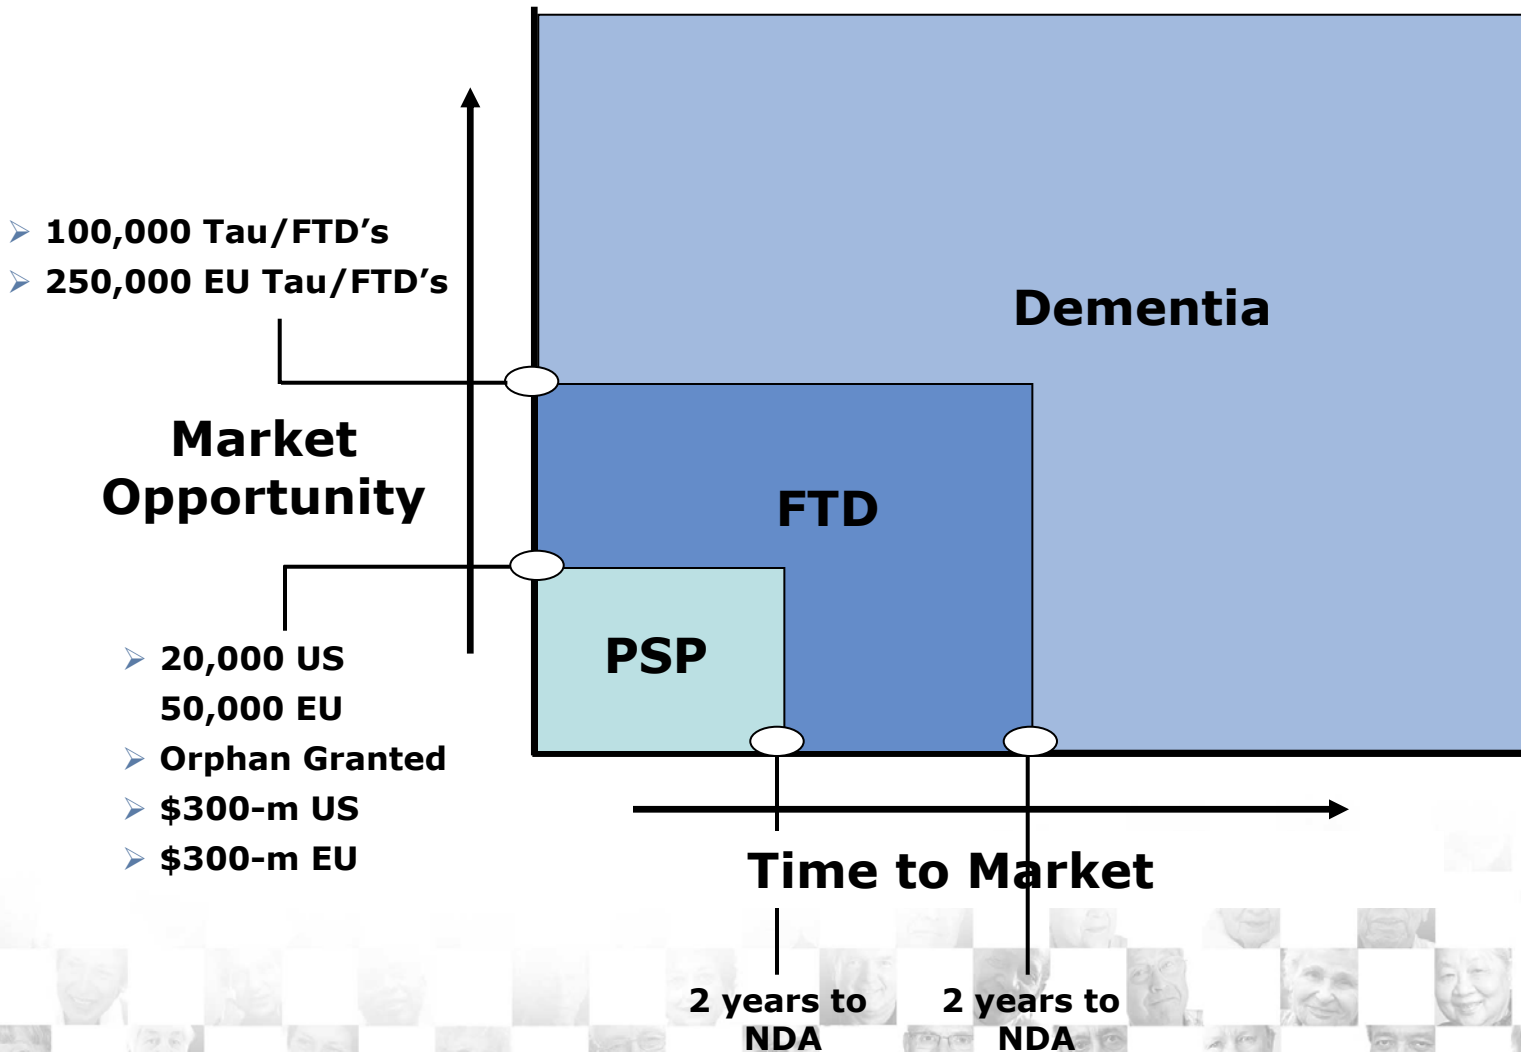 ➢ 100,000 Tau/FTD’s
➢ 250,000 EU Tau/FTD’s
Dementia
Market
Opportunity
FTD
PSP
➢ 20,000 US
50,000 EU
➢ Orphan Granted
➢ $300-m US
➢ $300-m EU
Time to Market
2 years to
NDA
2 years to
NDA